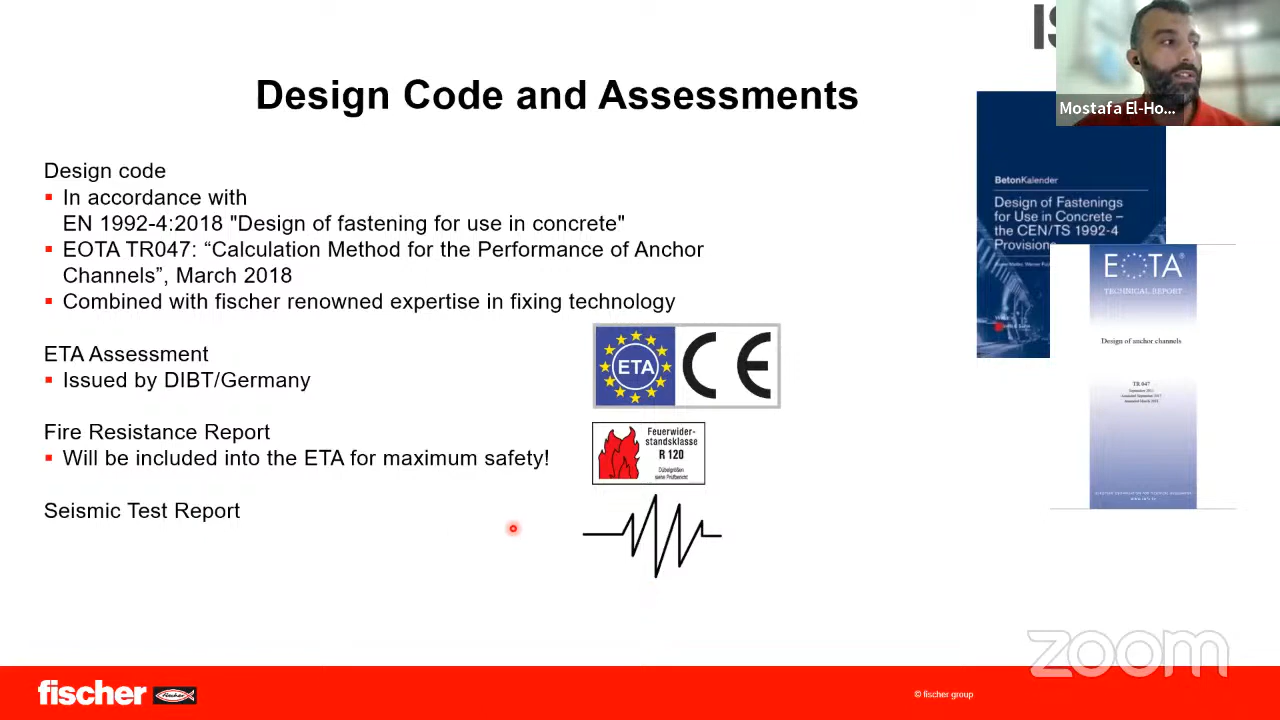 IS
Mostafa El-Ho...
Design Code and Assessments
Design code
In accordance with
EN 1992-4:2018 "Design of fastening for use in concrete"
EOTA TR047: “Calculation Method for the Performance of Anchor
Channels”, March 2018
Combined with fischer renowned expertise in fixing technology
ETA Assessment
Issued by DIBT/Germany
Fire Resistance Report
Will be included into the ETA for maximum safety!
Seismic Test Report
ETA
CE
Feuerwider-
standsklasse
R 120
Dübelgrößen
siehe Prüfbericht
BetonKalender
Design of Fastenings
for Use in Concrete –
the CEN/TS 1992-4
Provisions
EOTA
TECHNICAL REPORT
Design of anchor channels
TR 047
zoom
fischer
© fischer group